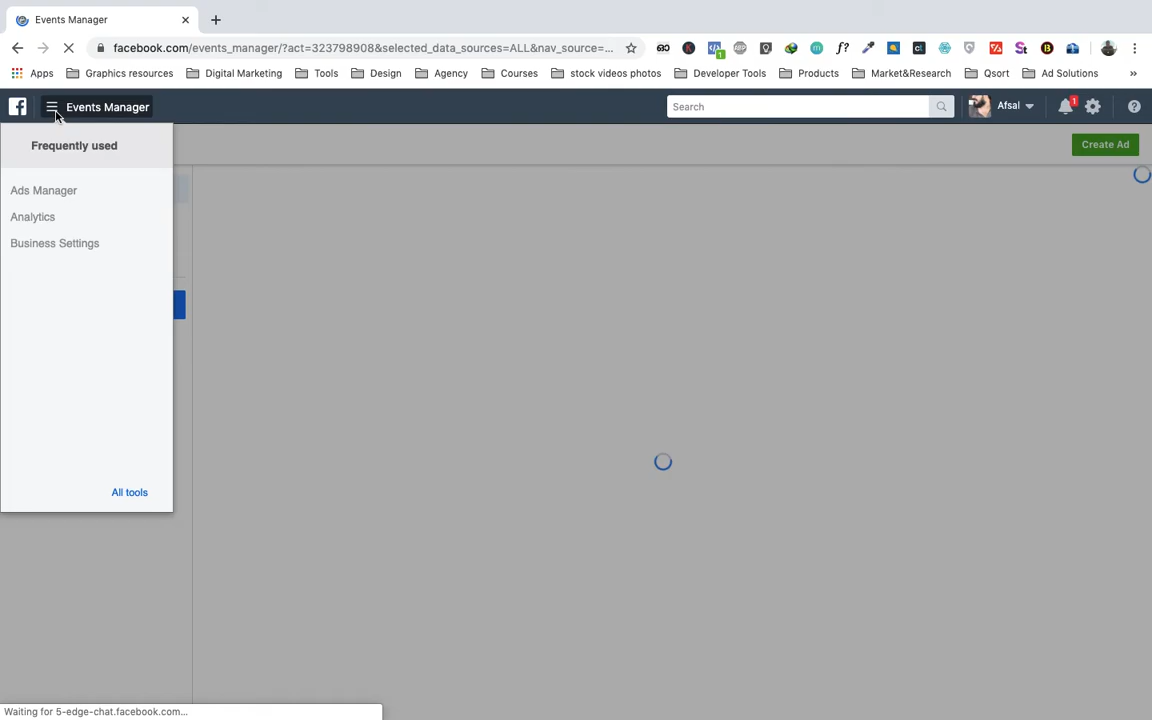 Events Manager
facebook.com/events_manager/?act=323798908&selected_data_sources=ALL&nav_source=...
Apps Graphics resources Digital Marketing Tools Design Agency Courses stock videos photos Developer Tools Products Market&Research Qsort Ad Solutions »
Events Manager Search Afsal 1
Frequently used
Create Ad
Ads Manager
Analytics
Business Settings
All tools
Waiting for 5-edge-chat.facebook.com...